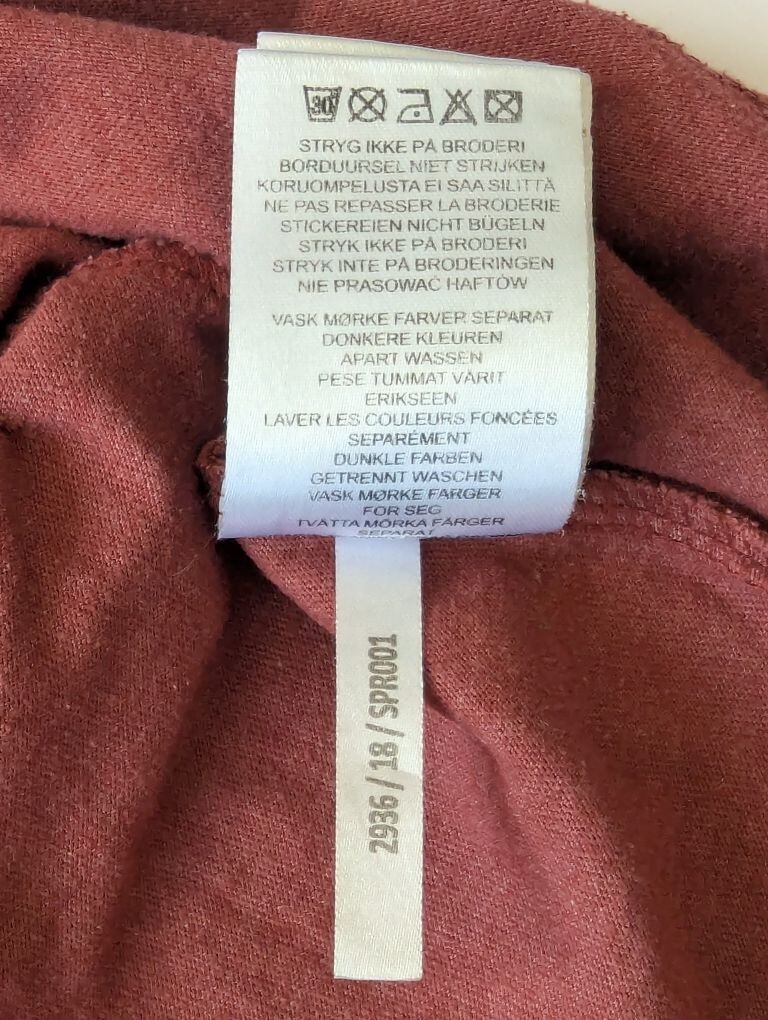 30
STRYG IKKE PÅ BRODERI
BORDUURSEL NIET STRIJKEN
KORUOMPELUSTA EI SAA SILITTÄ
NE PAS REPASSER LA BRODERIE
STICKEREIEN NICHT BÜGELN
STRYK IKKE PÅ BRODERI
STRYK INTE PÅ BRODERINGEN
NIE PRASOWAĆ HAFTÓW
VASK MØRKE FARVER SEPARAT
DONKERE KLEUREN
APART WASSEN
PESE TUMMAT VÄRIT
ERIKSEEN
LAVER LES COULEURS FONCÉES
SEPARÉMENT
DUNKLE FARBEN
GETRENNT WASCHEN
VASK MØRKE FARGER
FOR SEG
TVÄTTA MÖRKA FÄRGER
SEPARAT
2936 / 18 / SPR001